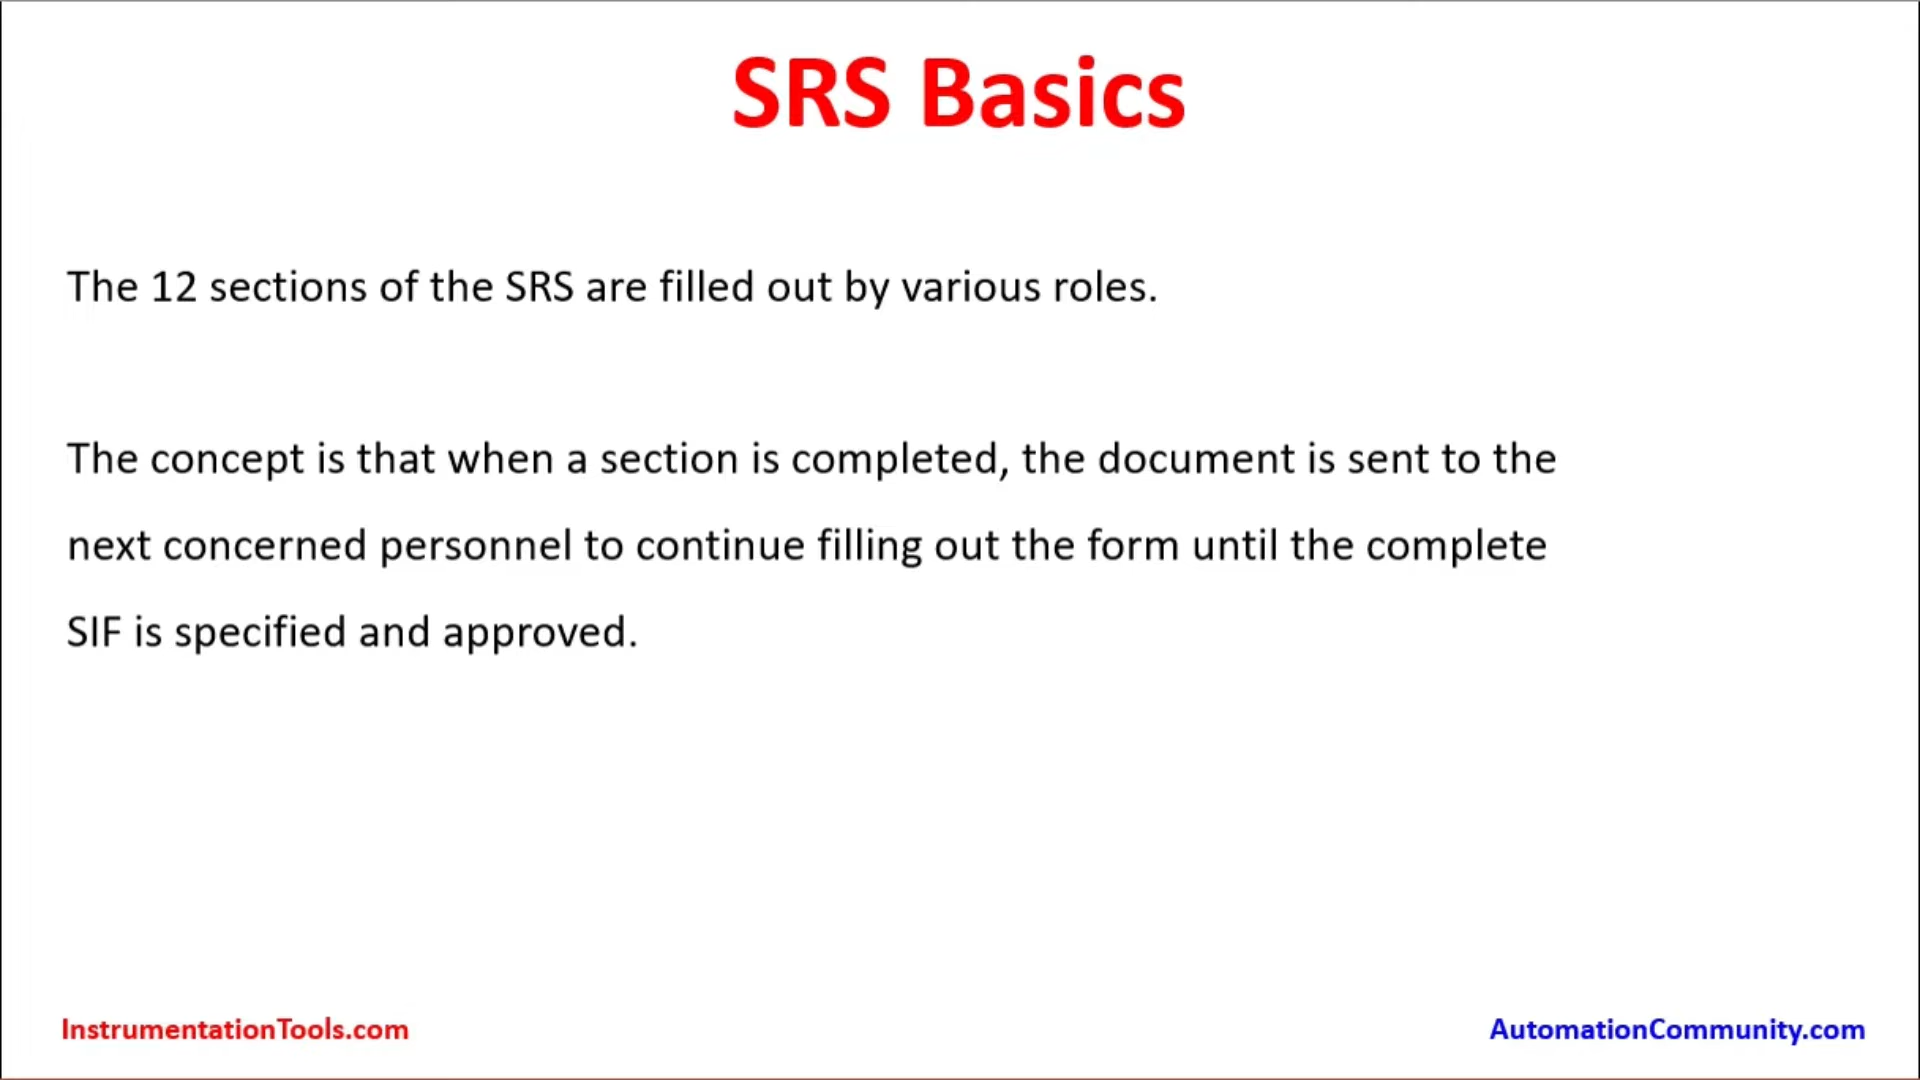 SRS Basics
The 12 sections of the SRS are filled out by various roles.
The concept is that when a section is completed, the document is sent to the
next concerned personnel to continue filling out the form until the complete
SIF is specified and approved.
InstrumentationTools.com
AutomationCommunity.com